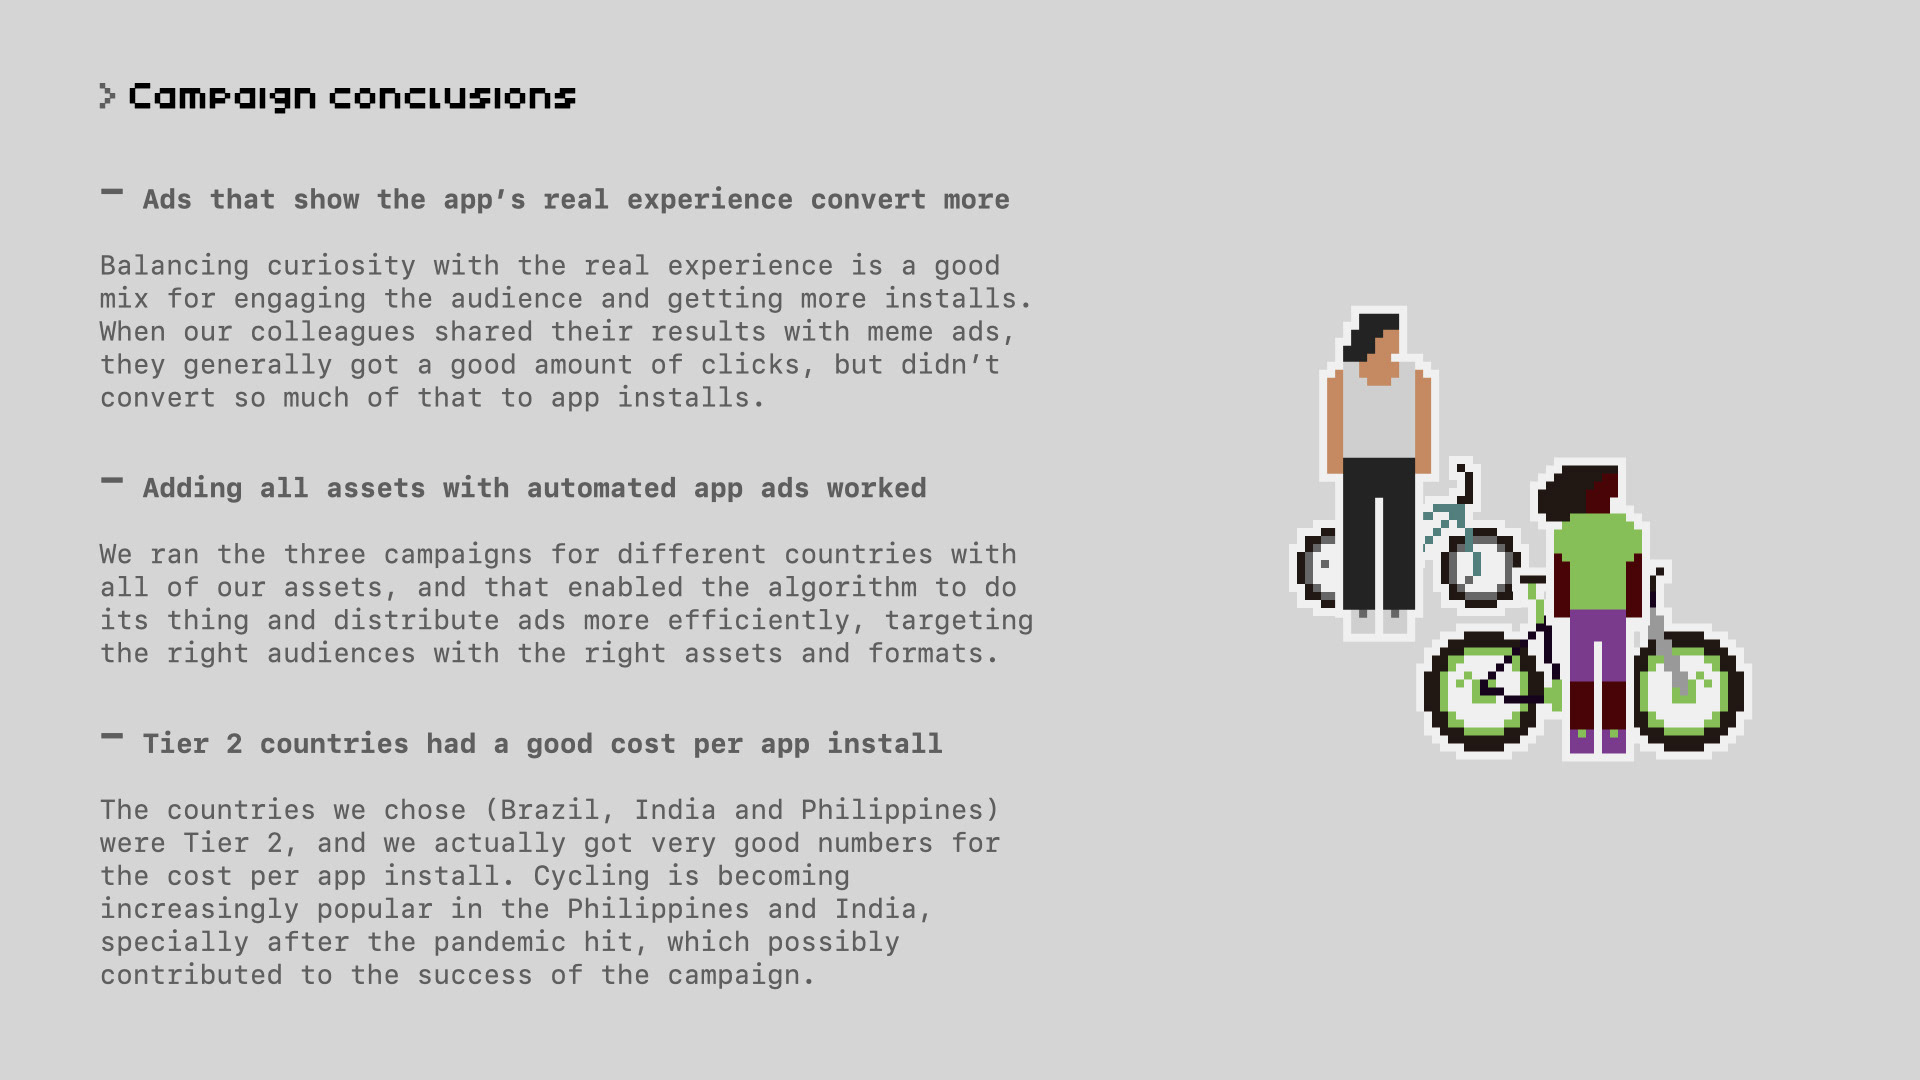 > Campaign conclusions
– Ads that show the app’s real experience convert more
Balancing curiosity with the real experience is a good
mix for engaging the audience and getting more installs.
When our colleagues shared their results with meme ads,
they generally got a good amount of clicks, but didn’t
convert so much of that to app installs.
– Adding all assets with automated app ads worked
We ran the three campaigns for different countries with
all of our assets, and that enabled the algorithm to do
its thing and distribute ads more efficiently, targeting
the right audiences with the right assets and formats.
– Tier 2 countries had a good cost per app install
The countries we chose (Brazil, India and Philippines)
were Tier 2, and we actually got very good numbers for
the cost per app install. Cycling is becoming
increasingly popular in the Philippines and India,
specially after the pandemic hit, which possibly
contributed to the success of the campaign.